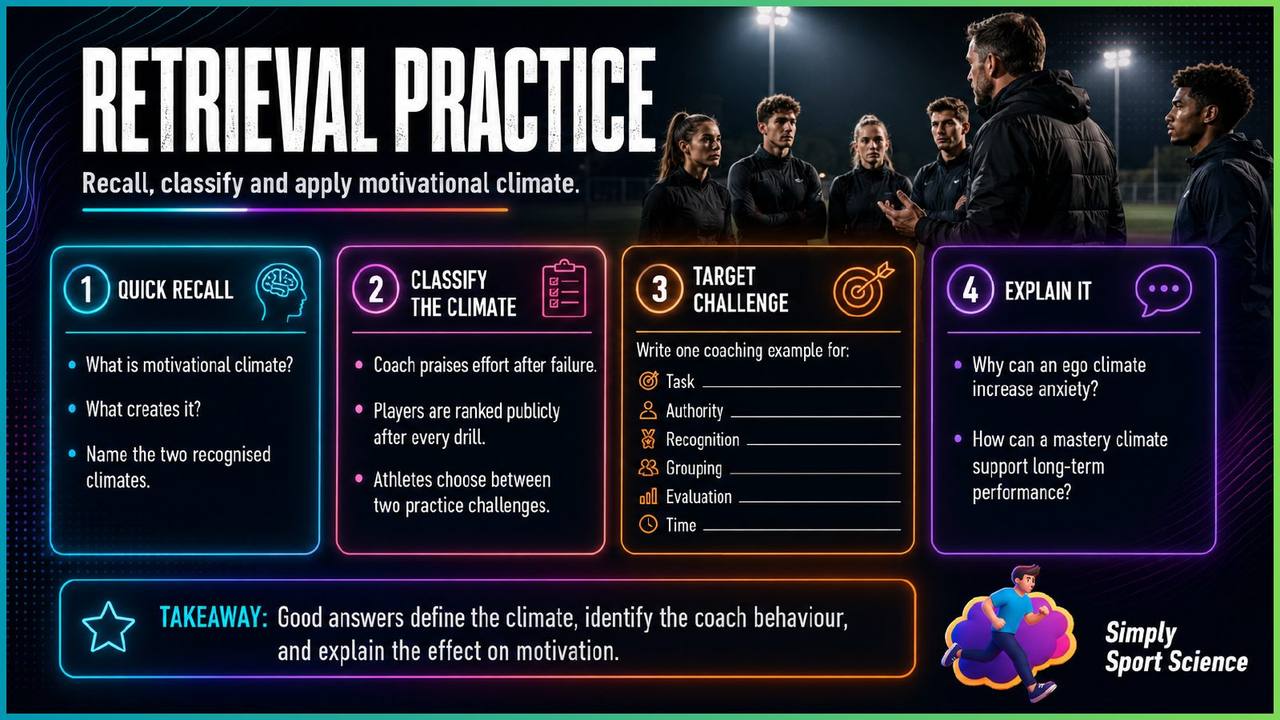 RETRIEVAL PRACTICE
Recall, classify and apply motivational climate.
1 QUICK RECALL
• What is motivational climate?
• What creates it?
• Name the two recognised
climates.
2 CLASSIFY
THE CLIMATE
• Coach praises effort after failure.
• Players are ranked publicly
after every drill.
• Athletes choose between
two practice challenges.
3 TARGET
CHALLENGE
Write one coaching example for:
Task
Authority
Recognition
Grouping
Evaluation
Time
4 EXPLAIN IT
• Why can an ego climate
increase anxiety?
• How can a mastery climate
support long-term
performance?
TAKEAWAY: Good answers define the climate, identify the coach behaviour,
and explain the effect on motivation.
Simply
Sport Science